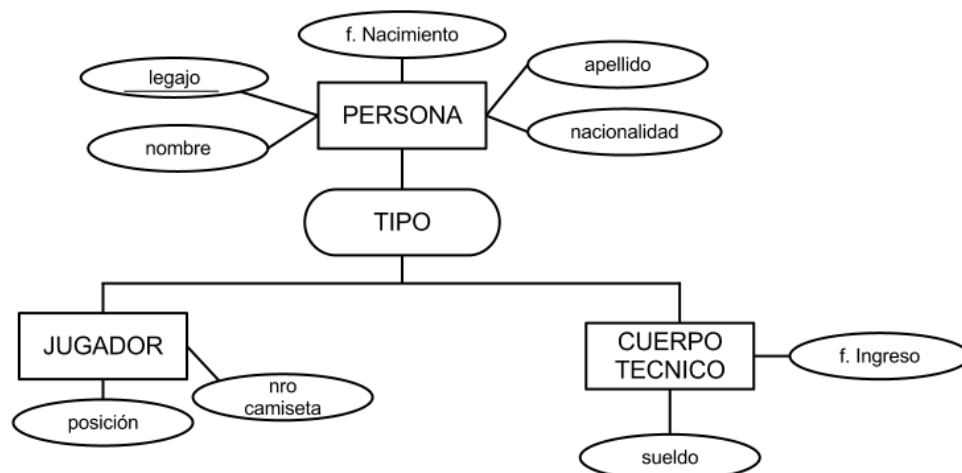 f. Nacimiento
legajo
apellido
PERSONA
nombre
nacionalidad
TIPO
JUGADOR
nro
camiseta
posición
CUERPO
TECNICO
f. Ingreso
sueldo